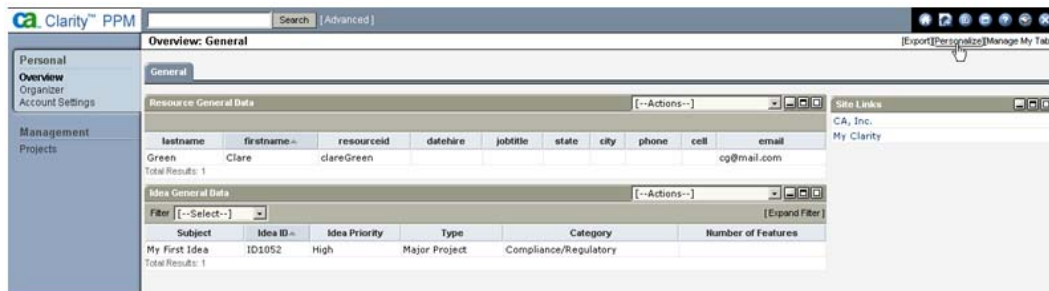 ca Clarity™ PPM
Search [Advanced]
Overview: General
[Export][Personalize][Manage My Tab
Personal
Overview
Organizer
Account Settings
Management
Projects
General
Resource General Data [--Actions--]
lastname firstname resourceid datehire jobtitle state city phone cell email
Green Clare clareGreen cg@mail.com
Total Results: 1
Idea General Data [--Actions--]
Filter [--Select--] [Expand Filter]
Subject Idea ID Idea Priority Type Category Number of Features
My First Idea ID1052 High Major Project Compliance/Regulatory
Total Results: 1
Site Links
CA, Inc.
My Clarity